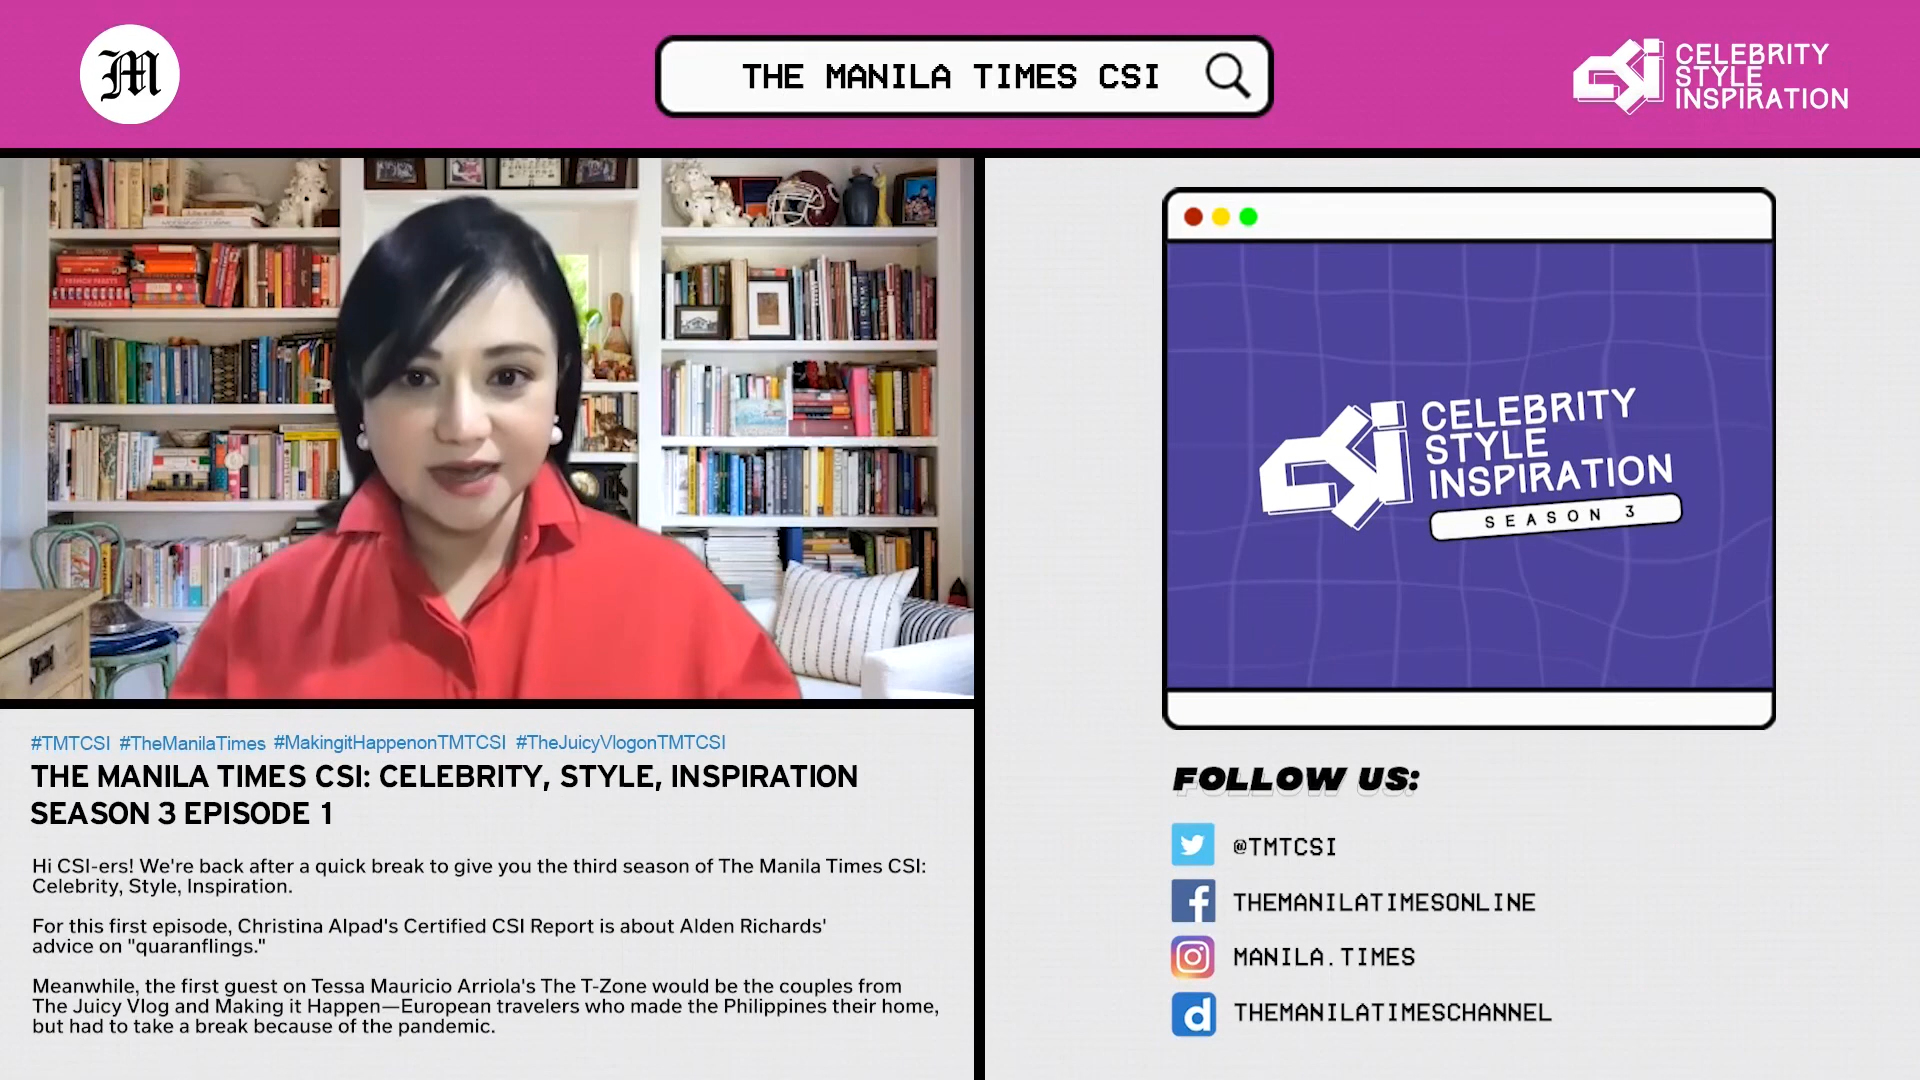 M
THE MANILA TIMES CSI
CELEBRITY
STYLE
INSPIRATION
#TMTCSI #TheManilaTimes #MakingitHappenonTMTCSI #TheJuicyVlogonTMTCSI
THE MANILA TIMES CSI: CELEBRITY, STYLE, INSPIRATION
SEASON 3 EPISODE 1
Hi CSI-ers! We're back after a quick break to give you the third season of The Manila Times CSI:
Celebrity, Style, Inspiration.
For this first episode, Christina Alpad's Certified CSI Report is about Alden Richards'
advice on "quaranflings."
Meanwhile, the first guest on Tessa Mauricio Arriola's The T-Zone would be the couples from
The Juicy Vlog and Making it Happen—European travelers who made the Philippines their home,
but had to take a break because of the pandemic.
CELEBRITY
STYLE
INSPIRATION
SEASON 3
FOLLOW US:
@TMTCSI
THEMANILATIMESONLINE
MANILA.TIMES
THEMANILATIMESCHANNEL